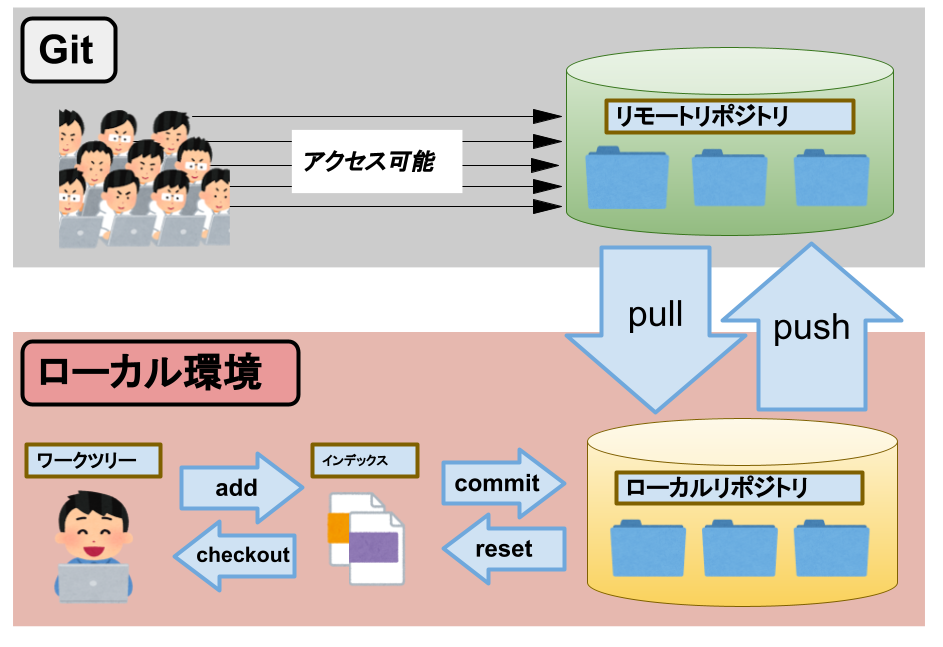 Git
リモートリポジトリ
アクセス可能
pull
push
ローカル環境
ワークツリー
add
インデックス
commit
ローカルリポジトリ
checkout
reset